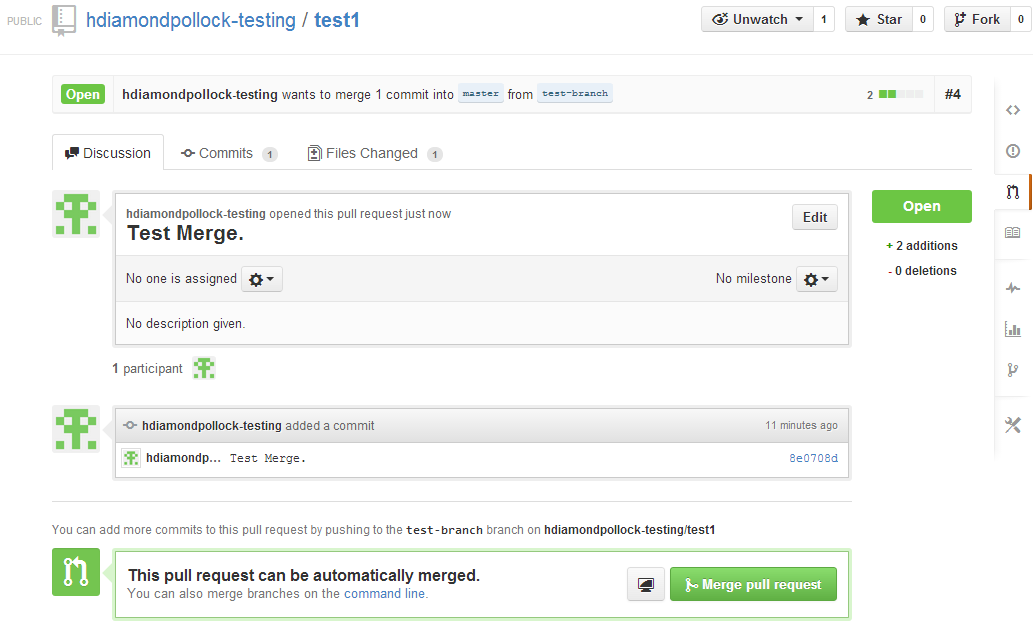 PUBLIC hdiamondpollock-testing / test1 Unwatch 1 Star 0 Fork 0
Open hdiamondpollock-testing wants to merge 1 commit into master from test-branch 2 #4
Discussion Commits 1 Files Changed 1
hdiamondpollock-testing opened this pull request just now
Test Merge.
Edit
Open
+ 2 additions
- 0 deletions
No one is assigned No milestone
No description given.
1 participant
hdiamondpollock-testing added a commit 11 minutes ago
hdiamondp... Test Merge. 8e0708d
You can add more commits to this pull request by pushing to the test-branch branch on hdiamondpollock-testing/test1
This pull request can be automatically merged.
You can also merge branches on the command line.
Merge pull request